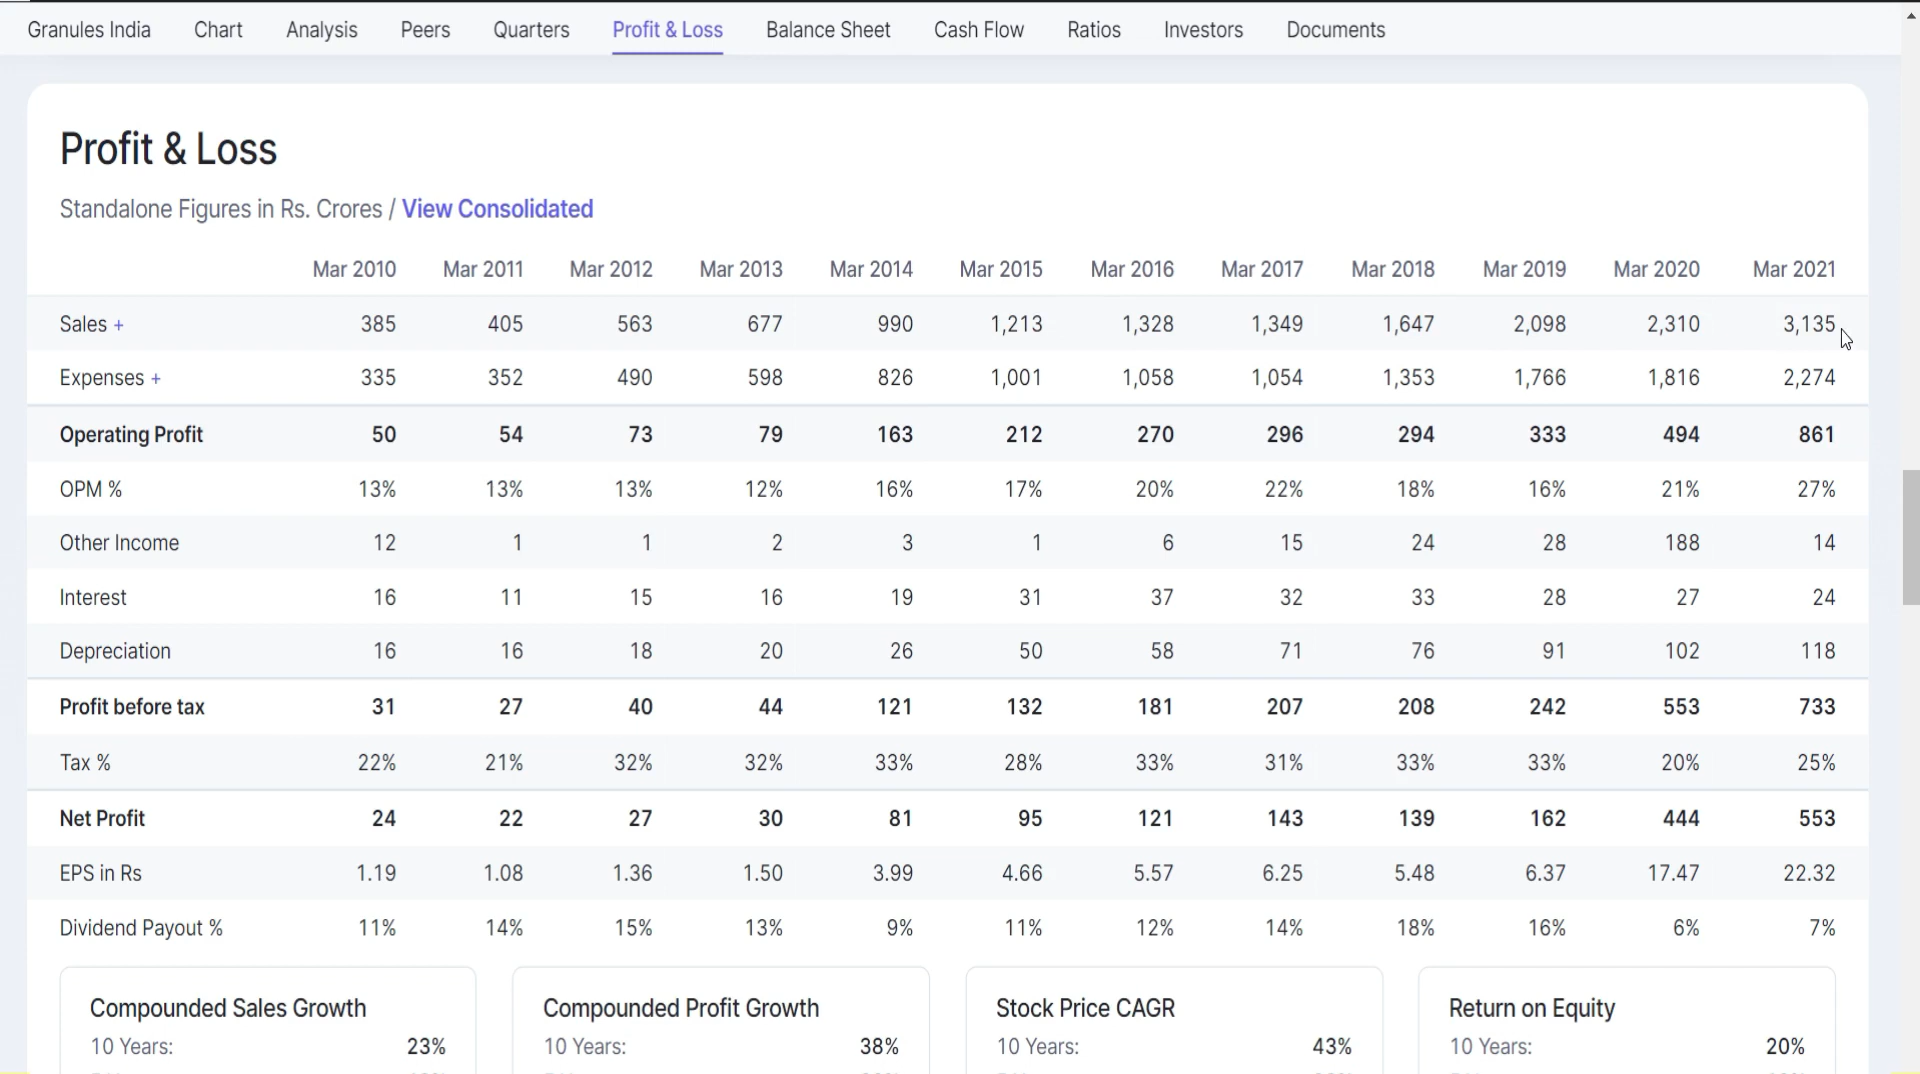 Granules India Chart Analysis Peers Quarters Profit & Loss Balance Sheet Cash Flow Ratios Investors Documents
Profit & Loss
Standalone Figures in Rs. Crores / View Consolidated
Mar 2010 Mar 2011 Mar 2012 Mar 2013 Mar 2014 Mar 2015 Mar 2016 Mar 2017 Mar 2018 Mar 2019 Mar 2020 Mar 2021
Sales + 385 405 563 677 990 1,213 1,328 1,349 1,647 2,098 2,310 3,135
Expenses + 335 352 490 598 826 1,001 1,058 1,054 1,353 1,766 1,816 2,274
Operating Profit 50 54 73 79 163 212 270 296 294 333 494 861
OPM % 13% 13% 13% 12% 16% 17% 20% 22% 18% 16% 21% 27%
Other Income 12 1 1 2 3 1 6 15 24 28 188 14
Interest 16 11 15 16 19 31 37 32 33 28 27 24
Depreciation 16 16 18 20 26 50 58 71 76 91 102 118
Profit before tax 31 27 40 44 121 132 181 207 208 242 553 733
Tax % 22% 21% 32% 32% 33% 28% 33% 31% 33% 33% 20% 25%
Net Profit 24 22 27 30 81 95 121 143 139 162 444 553
EPS in Rs 1.19 1.08 1.36 1.50 3.99 4.66 5.57 6.25 5.48 6.37 17.47 22.32
Dividend Payout % 11% 14% 15% 13% 9% 11% 12% 14% 18% 16% 6% 7%
Compounded Sales Growth Compounded Profit Growth Stock Price CAGR Return on Equity
10 Years: 23% 10 Years: 38% 10 Years: 43% 10 Years: 20%